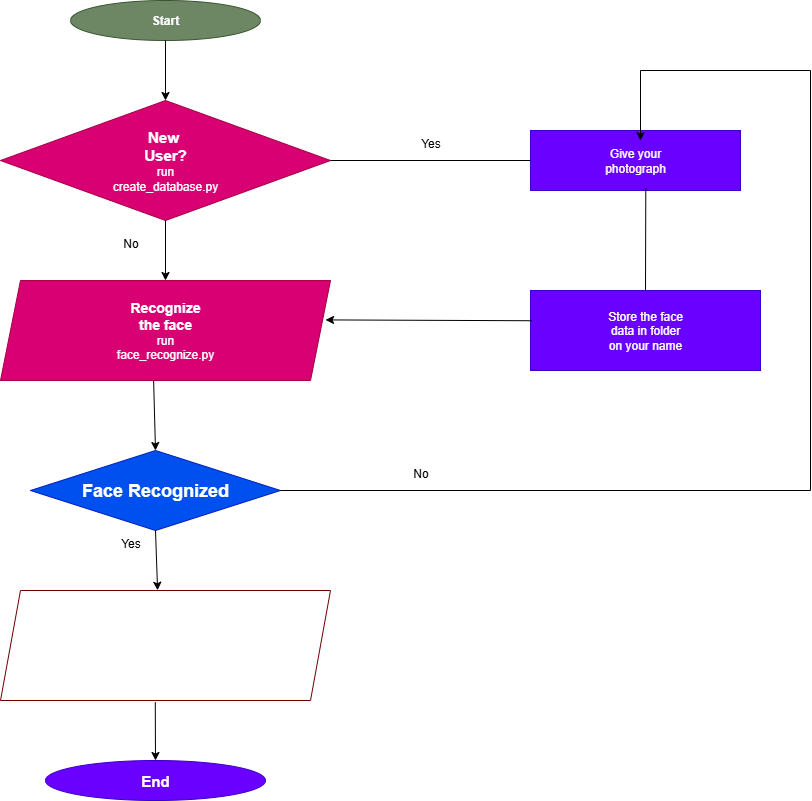 Start
New
User?
run
create_database.py
Yes
Give your
photograph
No
Recognize
the face
run
face_recognize.py
Store the face
data in folder
on your name
Face Recognized
No
Yes
End